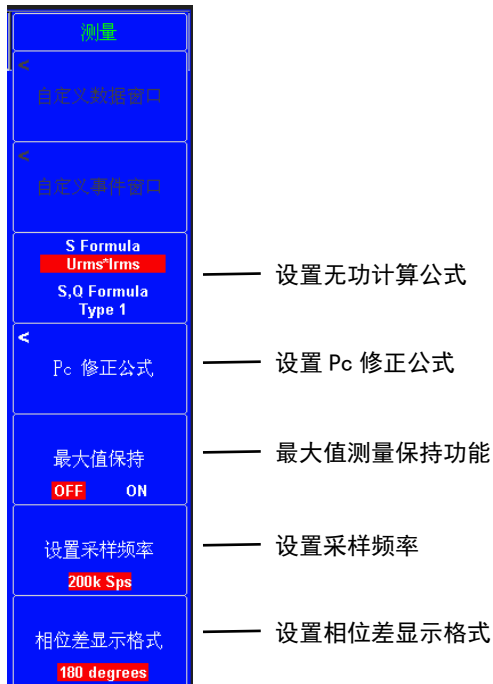 测量
<
自定义数据窗口
<
自定义事件窗口
S Formula
Urms*Irms
S,Q Formula
Type 1
设置无功计算公式
<
Pc 修正公式
设置 Pc 修正公式
最大值保持
OFF ON
最大值测量保持功能
设置采样频率
200k Sps
设置采样频率
相位差显示格式
180 degrees
设置相位差显示格式